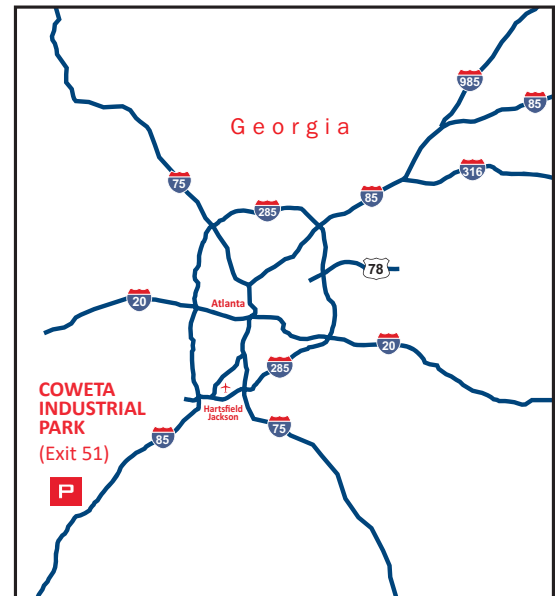 985
85
Georgia
316
75
85
285
78
20
Atlanta
20
285
COWETA
INDUSTRIAL
PARK
(Exit 51)
Hartsfield
Jackson
75
85
P